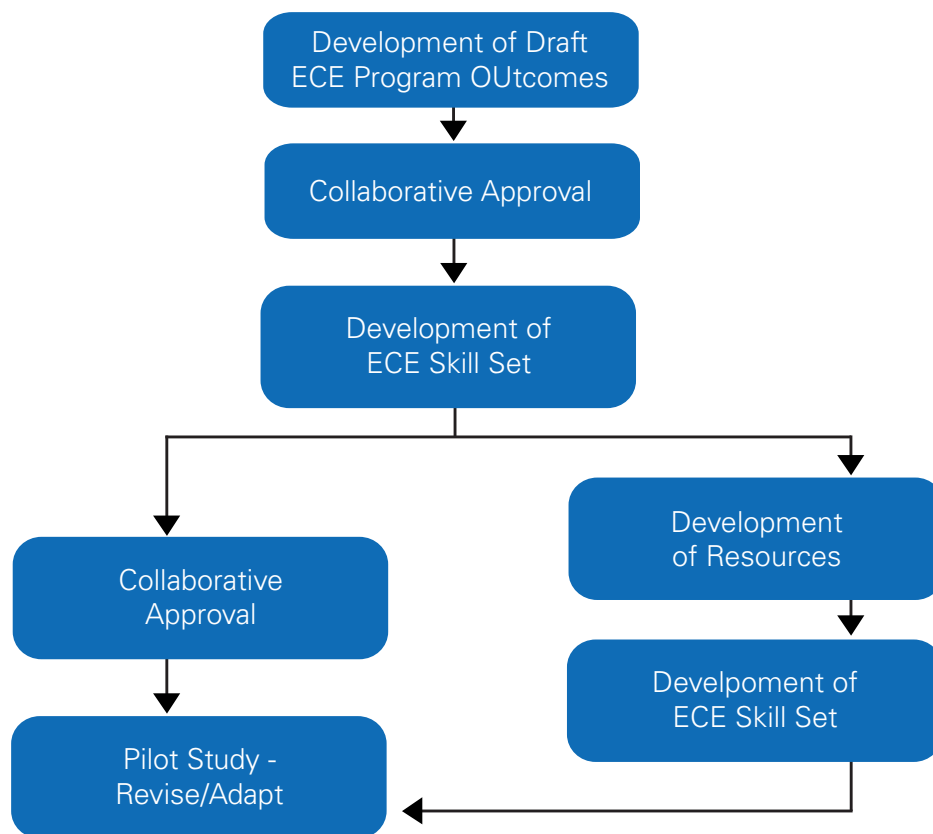 Development of Draft
ECE Program OUtcomes
Collaborative Approval
Development of
ECE Skill Set
Collaborative
Approval
Development
of Resources
Develpoment of
ECE Skill Set
Pilot Study -
Revise/Adapt